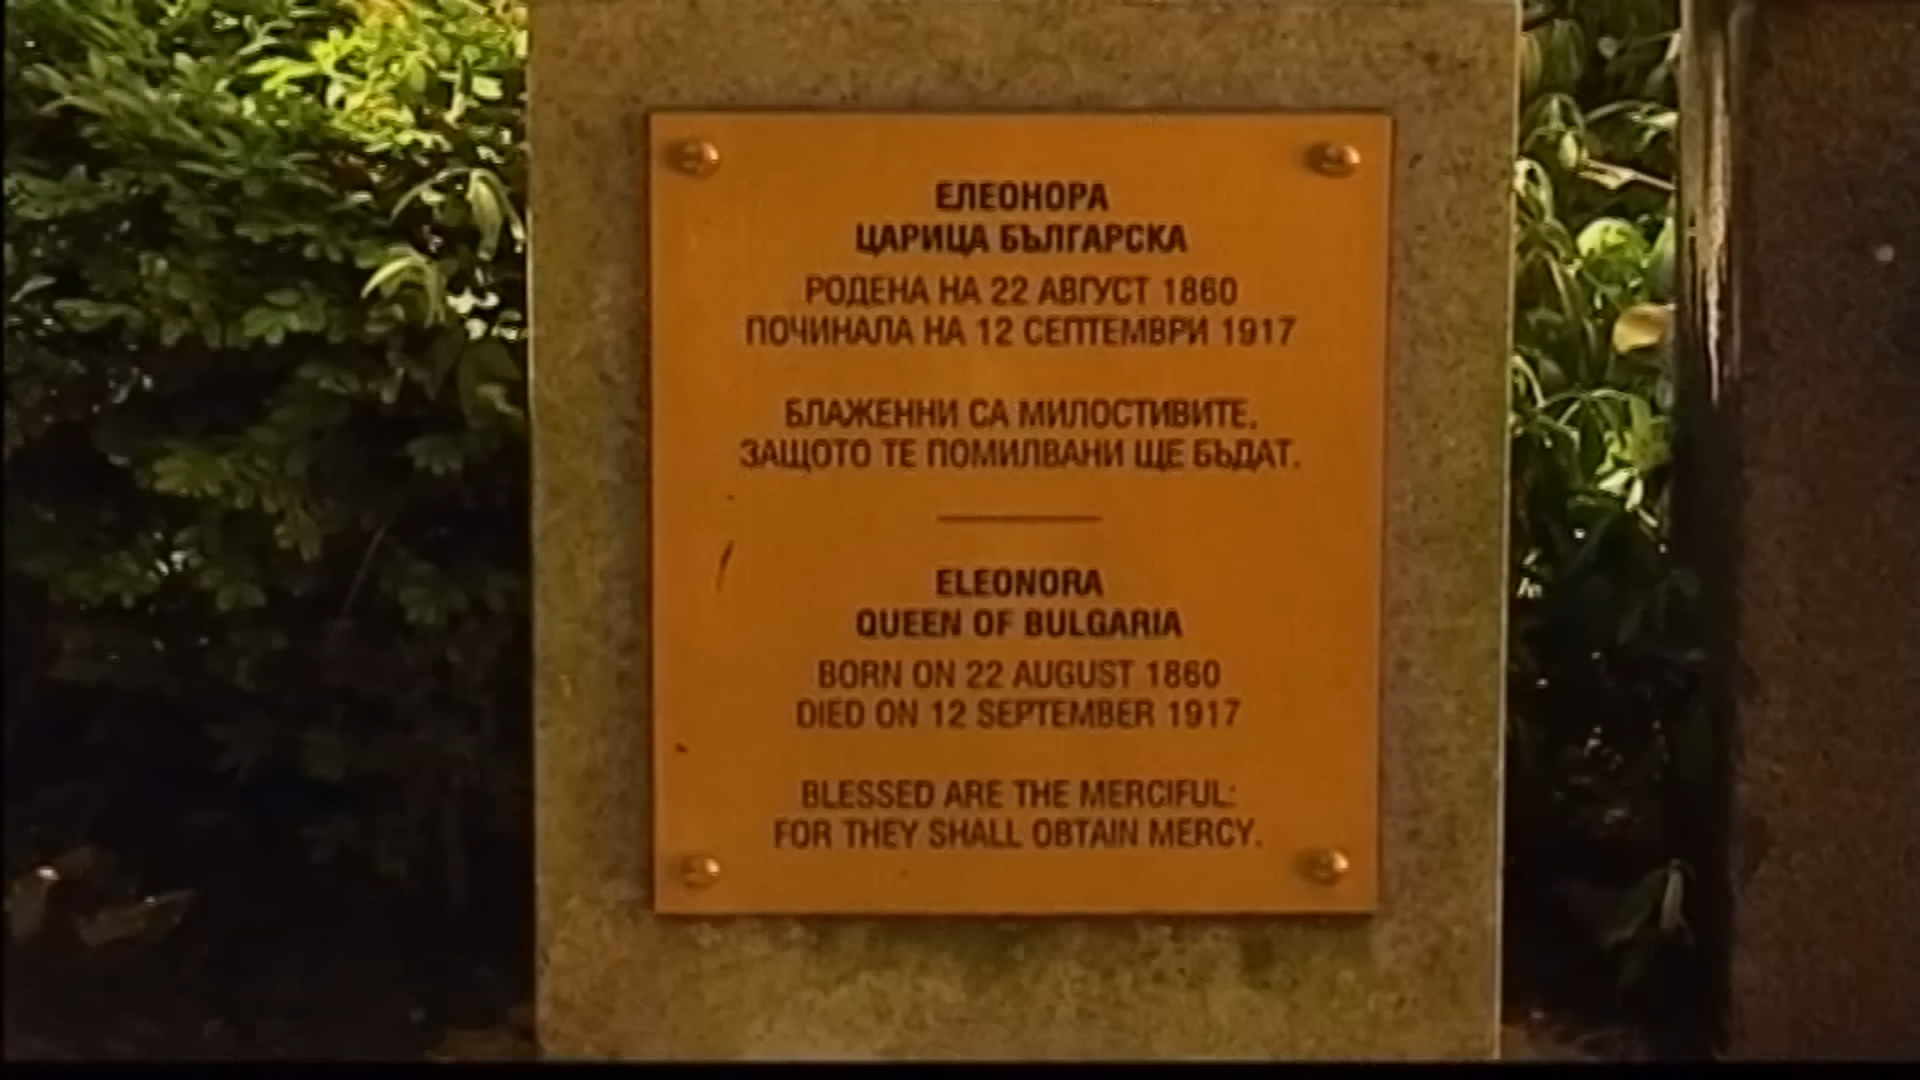 ЕЛЕОНОРА
ЦАРИЦА БЪЛГАРСКА
РОДЕНА НА 22 АВГУСТ 1860
ПОЧИНАЛА НА 12 СЕПТЕМВРИ 1917
БЛАЖЕННИ СА МИЛОСТИВИТЕ,
ЗАЩОТО ТЕ ПОМИЛВАНИ ЩЕ БЪДАТ.
ELEONORA
QUEEN OF BULGARIA
BORN ON 22 AUGUST 1860
DIED ON 12 SEPTEMBER 1917
BLESSED ARE THE MERCIFUL:
FOR THEY SHALL OBTAIN MERCY.